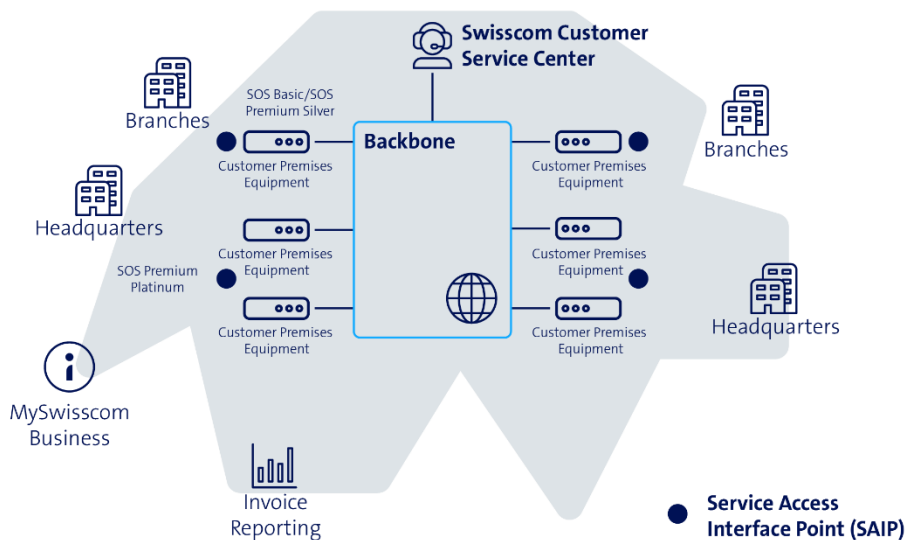 Swisscom Customer
Service Center
SOS Basic/SOS
Premium Silver
Branches
Backbone
Branches
Customer Premises
Equipment
Customer Premises
Equipment
Headquarters
Customer Premises
Equipment
Customer Premises
Equipment
SOS Premium
Platinum
Headquarters
Customer Premises
Equipment
Customer Premises
Equipment
MySwisscom
Business
Invoice
Reporting
Service Access
Interface Point (SAIP)